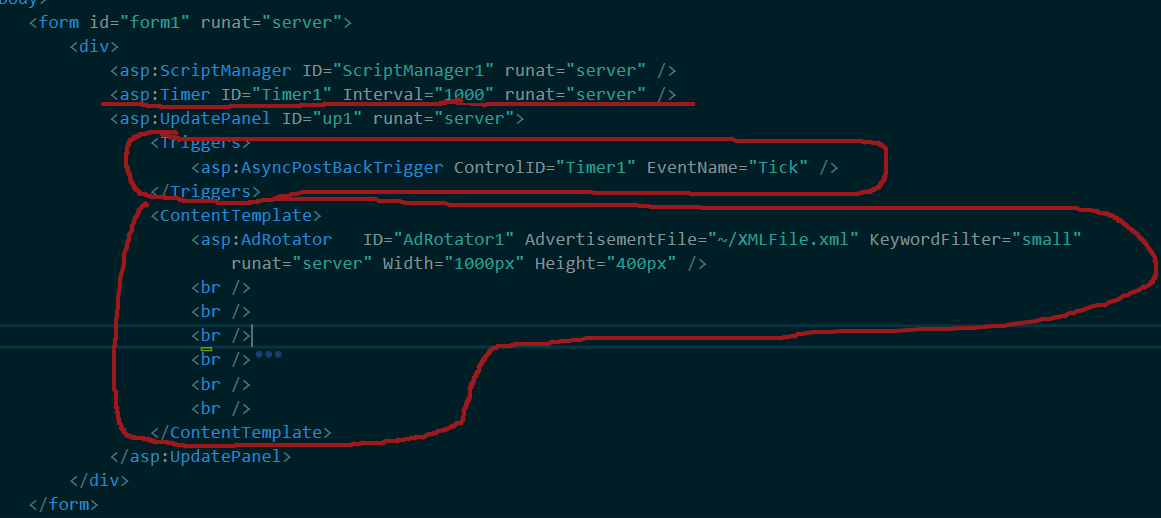 <form id="form1" runat="server">
<div>
<asp:ScriptManager ID="ScriptManager1" runat="server" />
<asp:Timer ID="Timer1" Interval="1000" runat="server" />
<asp:UpdatePanel ID="up1" runat="server">
<Triggers>
<asp:AsyncPostBackTrigger ControlID="Timer1" EventName="Tick" />
</Triggers>
<ContentTemplate>
<asp:AdRotator   ID="AdRotator1" AdvertisementFile="~/XMLFile.xml" KeywordFilter="small"
runat="server" Width="1000px" Height="400px" />
<br />
<br />
<br />
<br />
<br />
<br />
</ContentTemplate>
</asp:UpdatePanel>
</div>
</form>